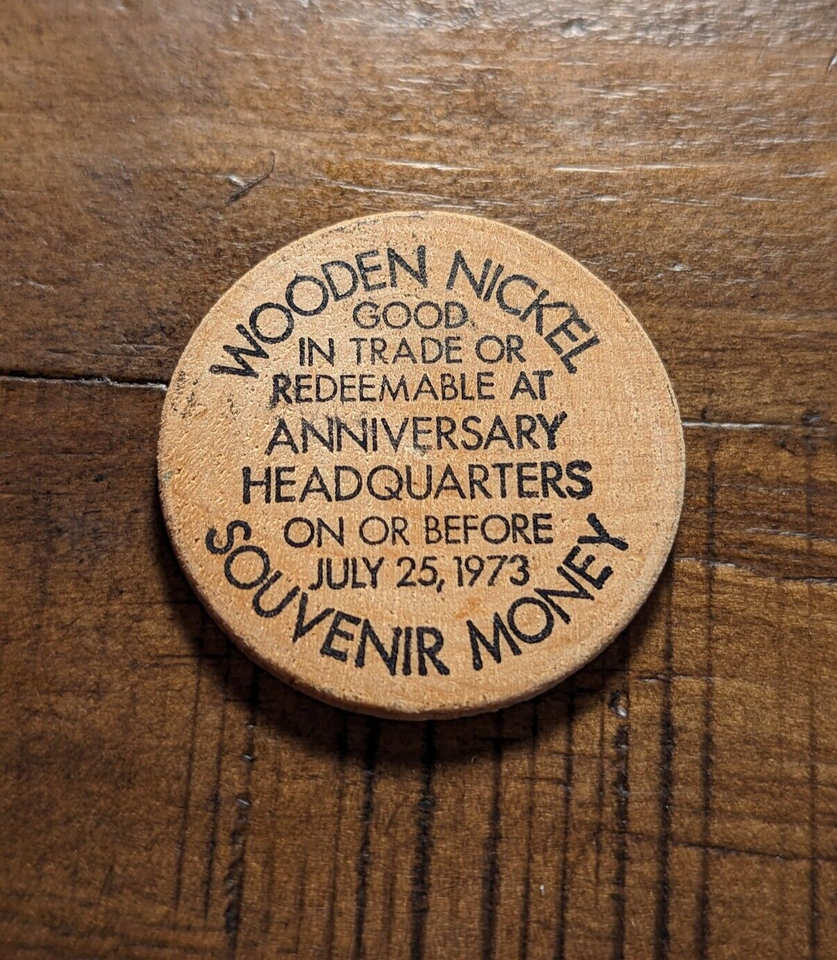 WOODEN NICKEL
GOOD
IN TRADE OR
REDEEMABLE AT
ANNIVERSARY
HEADQUARTERS
ON OR BEFORE
JULY 25, 1973
SOUVENIR MONEY